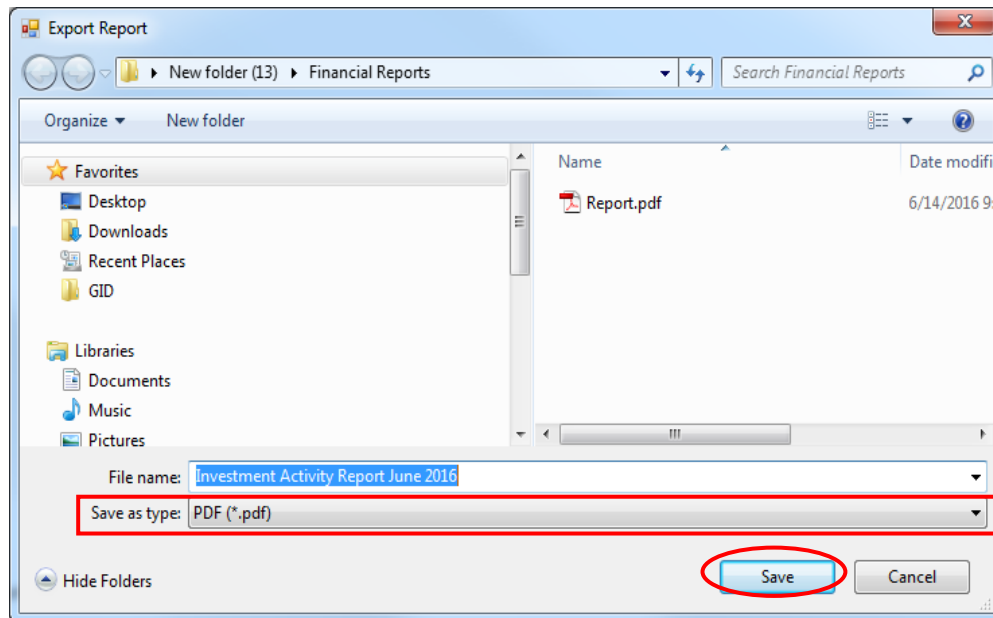 Export Report
New folder (13) Financial Reports
Search Financial Reports
Organize New folder
Favorites
Desktop
Downloads
Recent Places
GID
Libraries
Documents
Music
Pictures
Name Date modifi
Report.pdf 6/14/2016 9:
File name: Investment Activity Report June 2016
Save as type: PDF (*.pdf)
Hide Folders
Save
Cancel